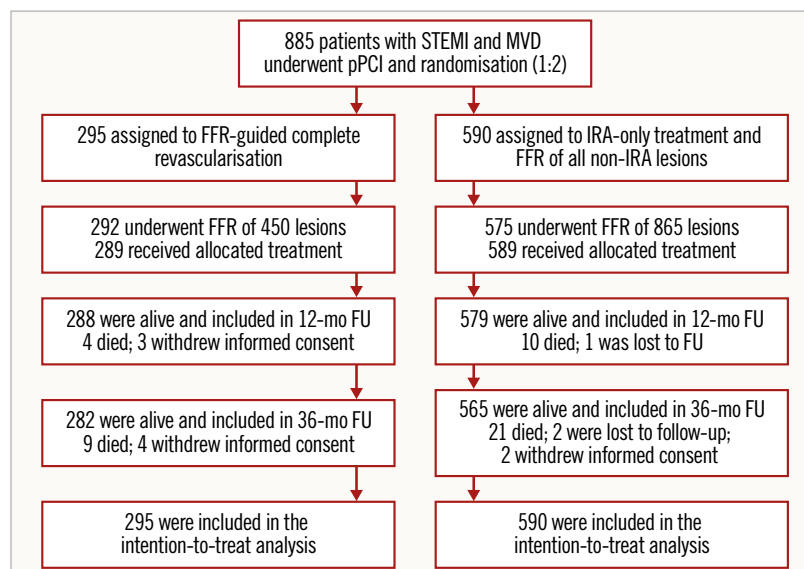 885 patients with STEMI and MVD
underwent pPCI and randomisation (1:2)
295 assigned to FFR-guided complete
revascularisation
590 assigned to IRA-only treatment and
FFR of all non-IRA lesions
292 underwent FFR of 450 lesions
289 received allocated treatment
575 underwent FFR of 865 lesions
589 received allocated treatment
288 were alive and included in 12-mo FU
4 died; 3 withdrew informed consent
579 were alive and included in 12-mo FU
10 died; 1 was lost to FU
282 were alive and included in 36-mo FU
9 died; 4 withdrew informed consent
565 were alive and included in 36-mo FU
21 died; 2 were lost to follow-up;
2 withdrew informed consent
295 were included in the
intention-to-treat analysis
590 were included in the
intention-to-treat analysis